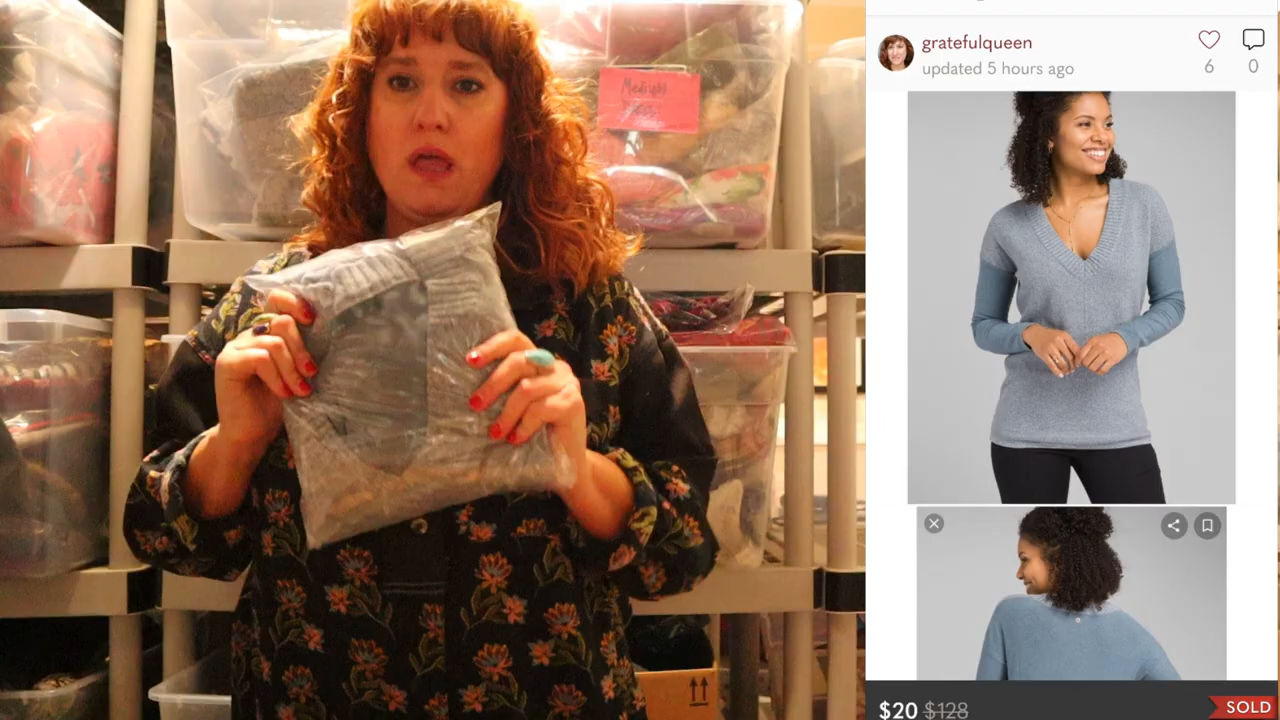 Medium
gratefulqueen
updated 5 hours ago
6
0
$20 $128
SOLD